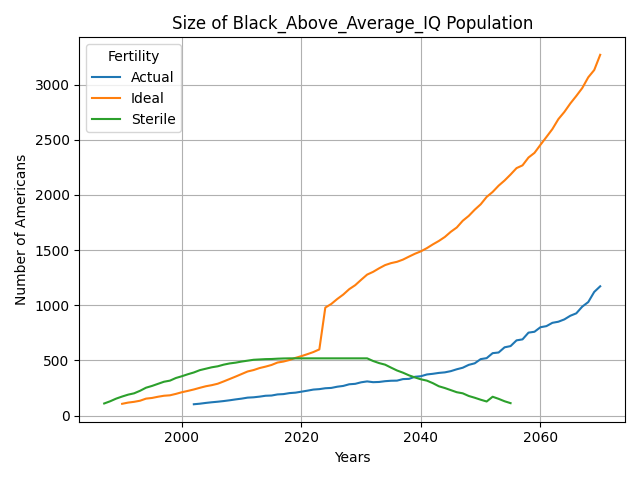 Size of Black_Above_Average_IQ Population
Fertility
Actual
Ideal
Sterile
Number of Americans
3000
2500
2000
1500
1000
500
0
2000
2020
2040
2060
Years